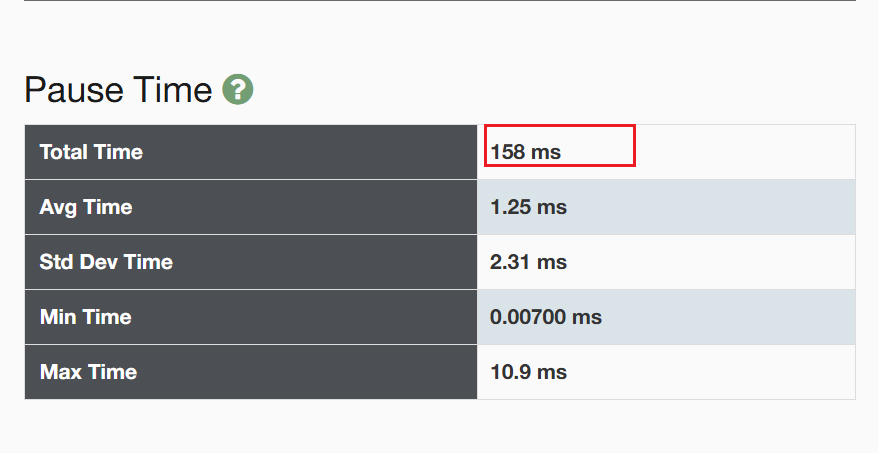 Pause Time ?
Total Time 158 ms
Avg Time 1.25 ms
Std Dev Time 2.31 ms
Min Time 0.00700 ms
Max Time 10.9 ms